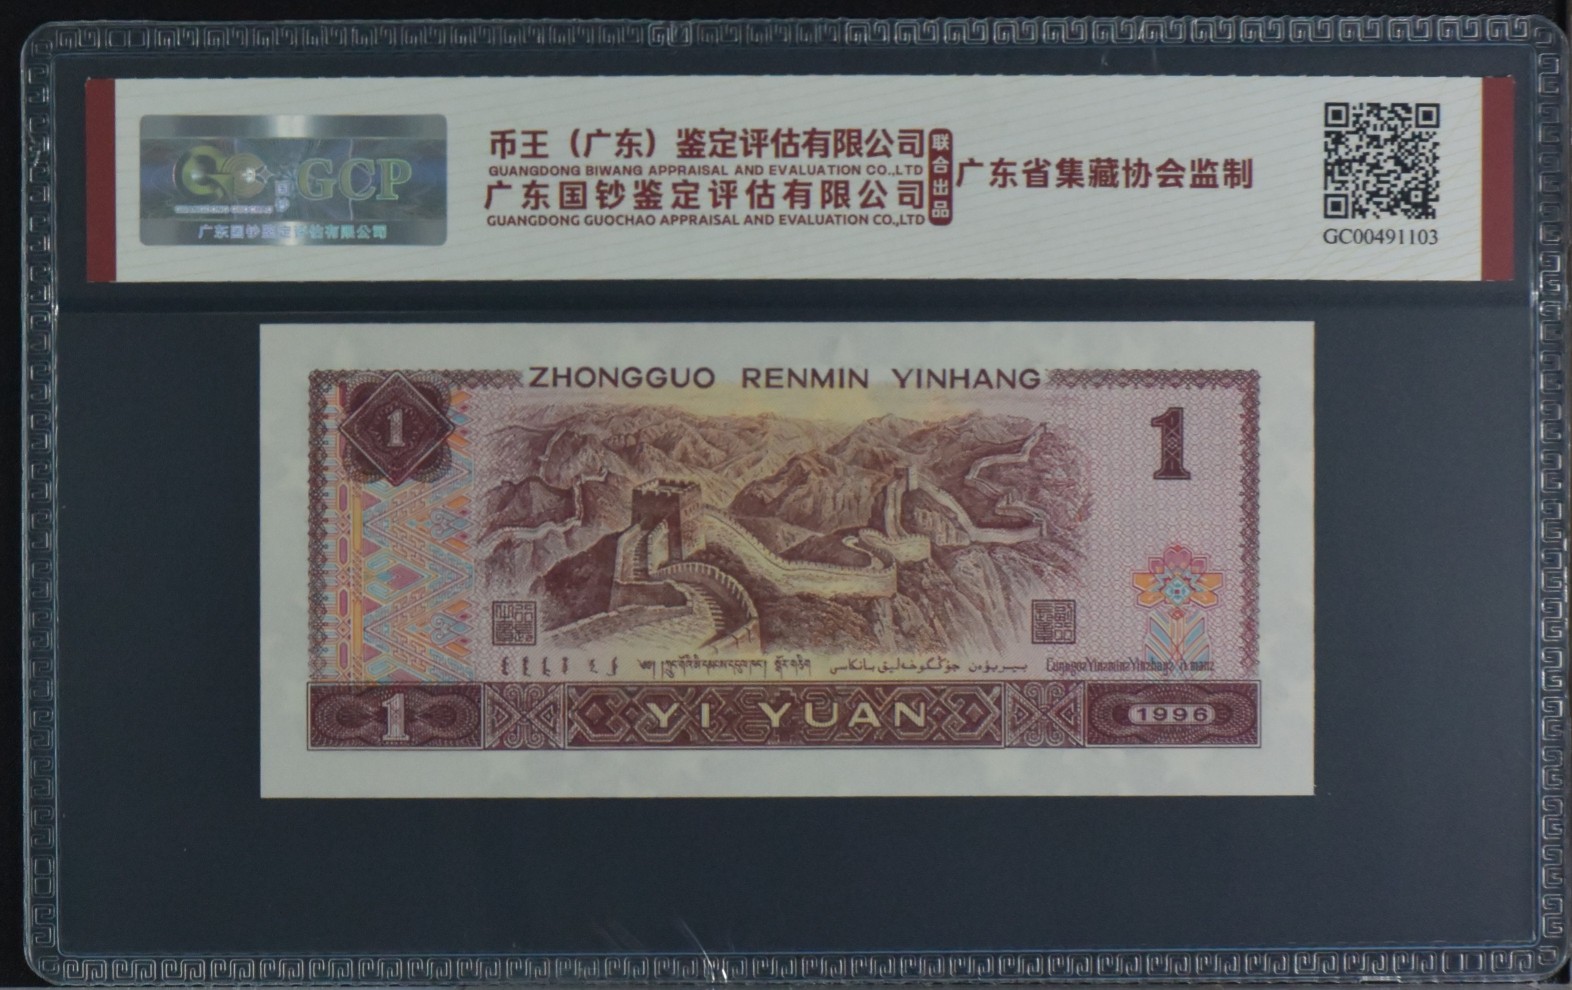 GCP
广东国钞鉴定评估有限公司
币王（广东）鉴定评估有限公司
GUANGDONG BIWANG APPRAISAL AND EVALUATION CO.,LTD
广东国钞鉴定评估有限公司
GUANGDONG GUOCHAO APPRAISAL AND EVALUATION CO.,LTD
联合出品
广东省集藏协会监制
GC00491103
ZHONGGUO RENMIN YINHANG
1
1
1
YI YUAN
1996